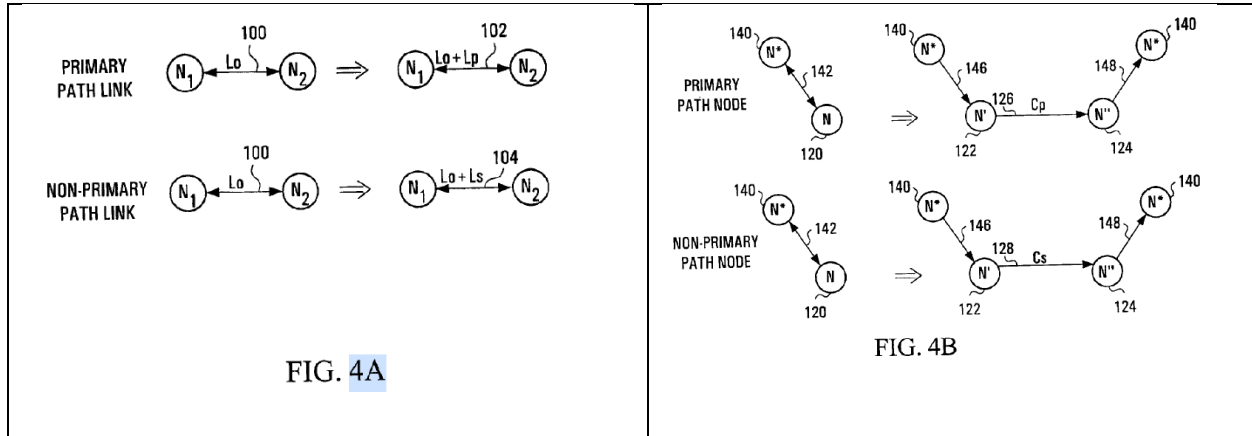 100
102
PRIMARY
PATH LINK
N1
Lo
N2
⇒
N1
Lo + Lp
N2
100
104
NON-PRIMARY
PATH LINK
N1
Lo
N2
⇒
N1
Lo + Ls
N2
FIG. 4A
140
N*
140
N*
N*
140
142
146
148
PRIMARY
PATH NODE
N
120
⇒
N'
126
Cp
N"
122
124
140
N*
140
N*
N*
140
142
146
148
NON-PRIMARY
PATH NODE
N
120
⇒
N'
128
Cs
N"
122
124
FIG. 4B